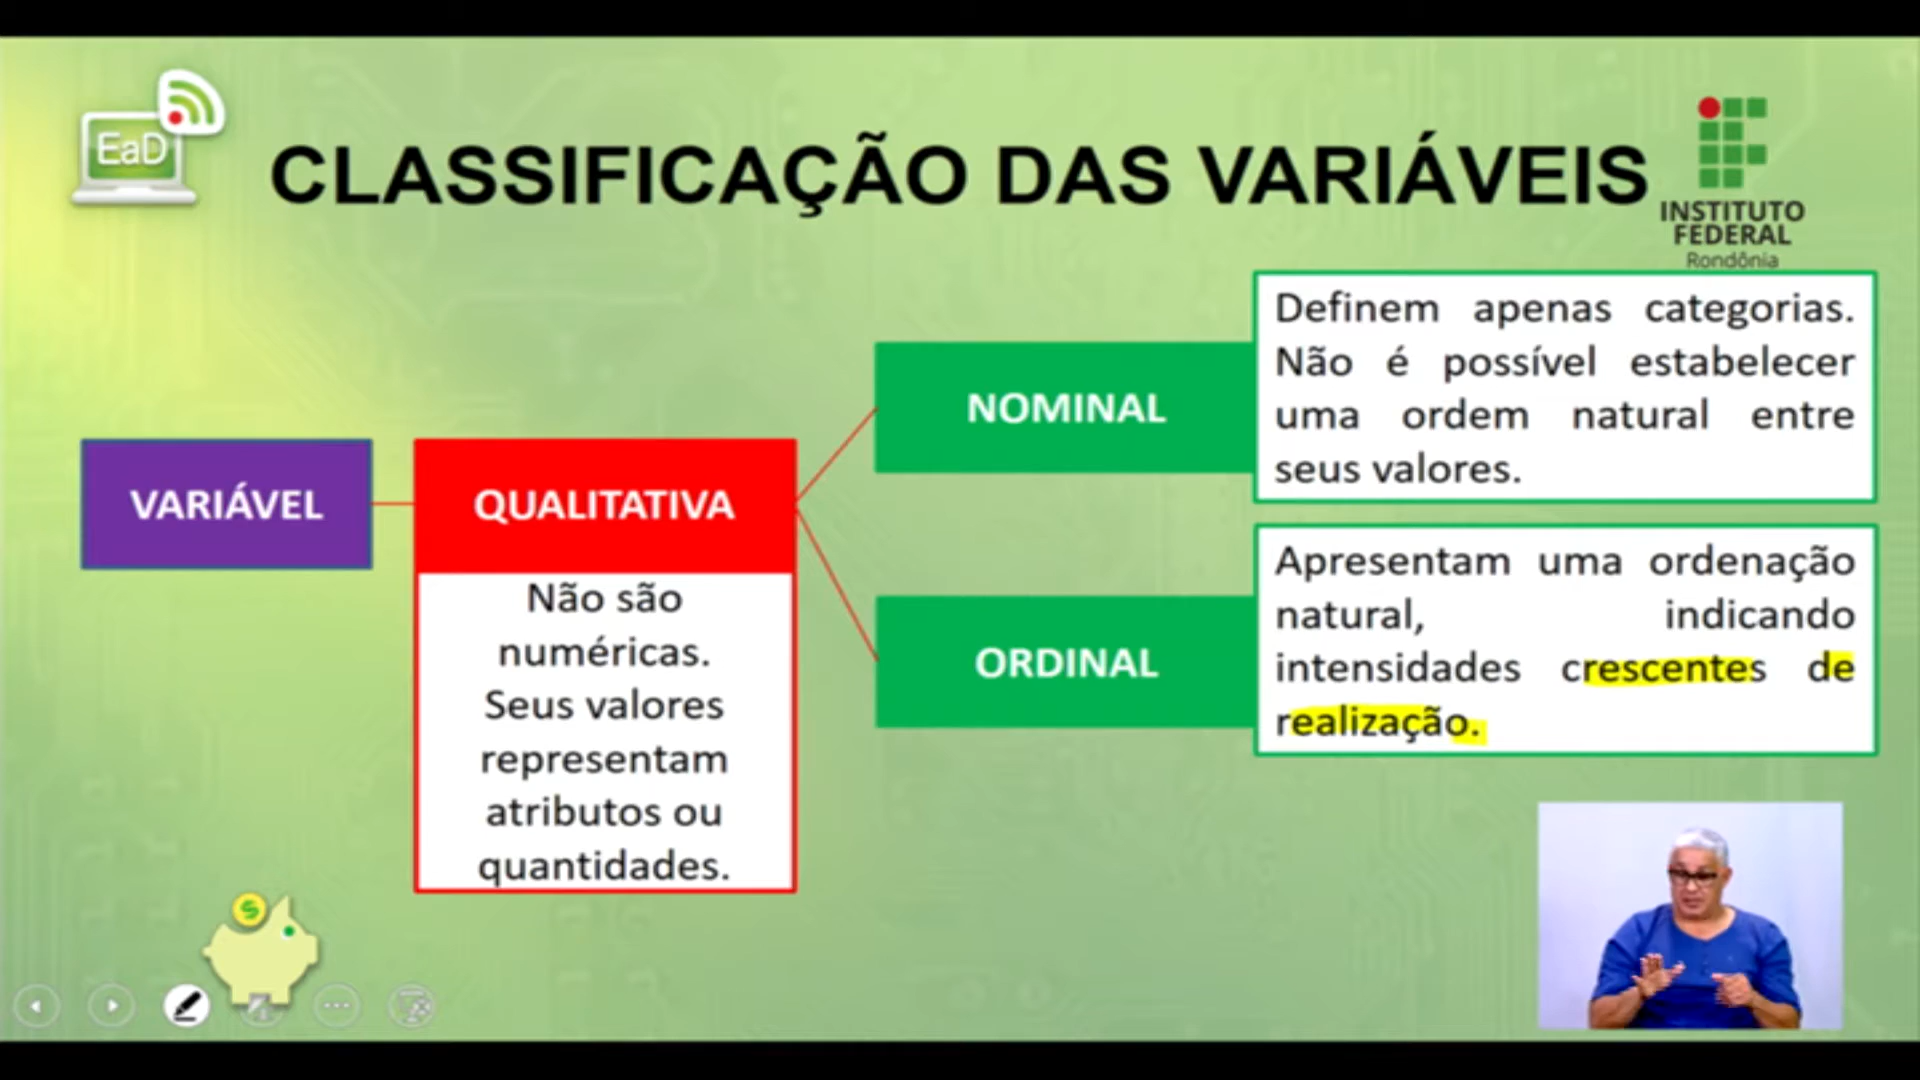 EaD
CLASSIFICAÇÃO DAS VARIÁVEIS
INSTITUTO
FEDERAL
Rondônia
VARIÁVEL
QUALITATIVA
Não são
numéricas.
Seus valores
representam
atributos ou
quantidades.
NOMINAL
Definem apenas categorias.
Não é possível estabelecer
uma ordem natural entre
seus valores.
ORDINAL
Apresentam uma ordenação
natural, indicando
intensidades crescentes de
realização.
$